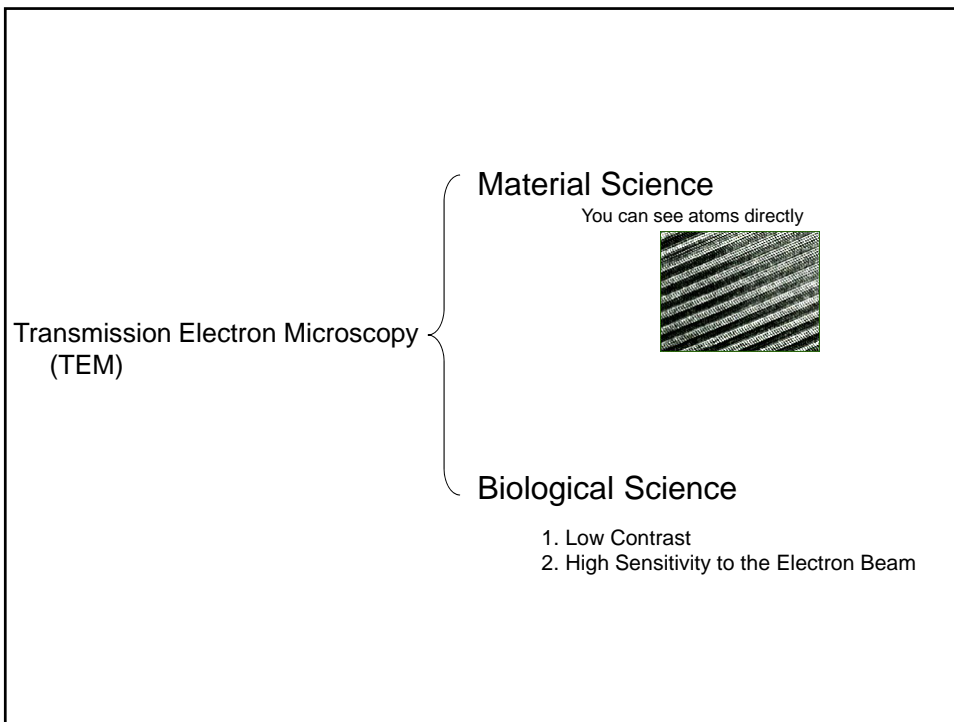 Material Science
You can see atoms directly
Transmission Electron Microscopy
(TEM)
Biological Science
1. Low Contrast
2. High Sensitivity to the Electron Beam